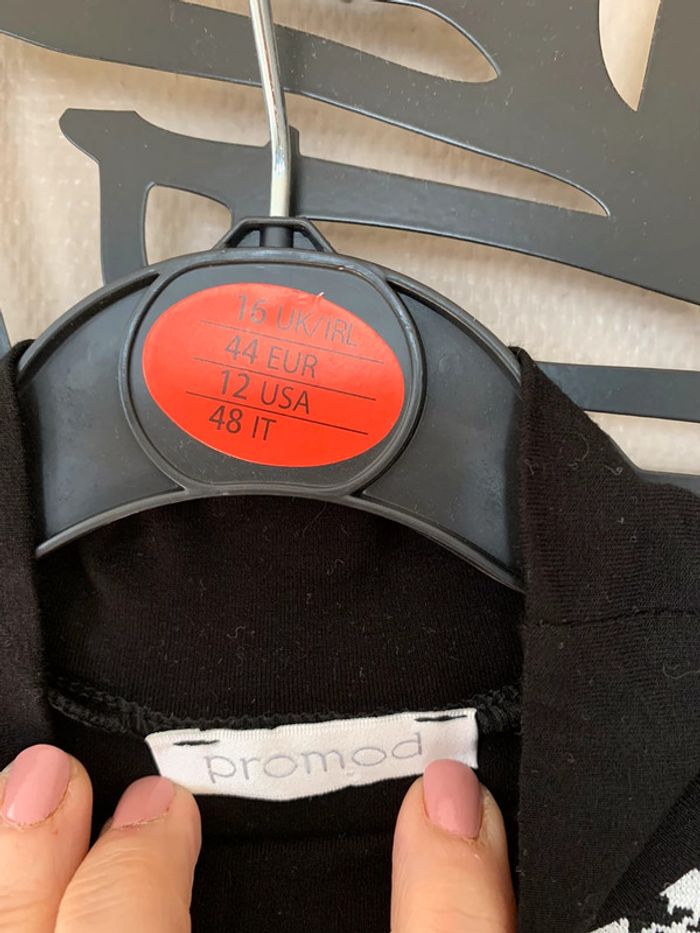 16 UK/IRL
44 EUR
12 USA
48 IT
promod